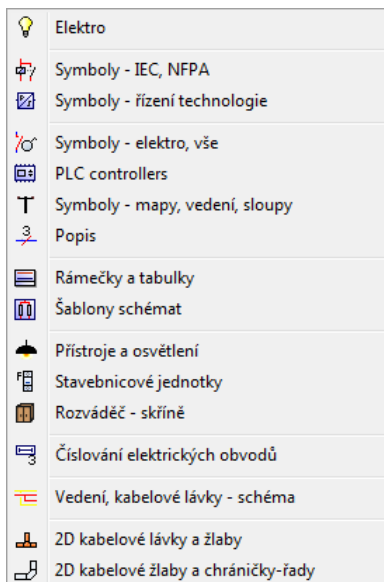 Elektro
Symboly - IEC, NFPA
Symboly - řízení technologie
Symboly - elektro, vše
PLC controllers
Symboly - mapy, vedení, sloupy
Popis
Rámečky a tabulky
Šablony schémat
Přístroje a osvětlení
Stavebnicové jednotky
Rozváděč - skříně
Číslování elektrických obvodů
Vedení, kabelové lávky - schéma
2D kabelové lávky a žlaby
2D kabelové žlaby a chráničky-řady